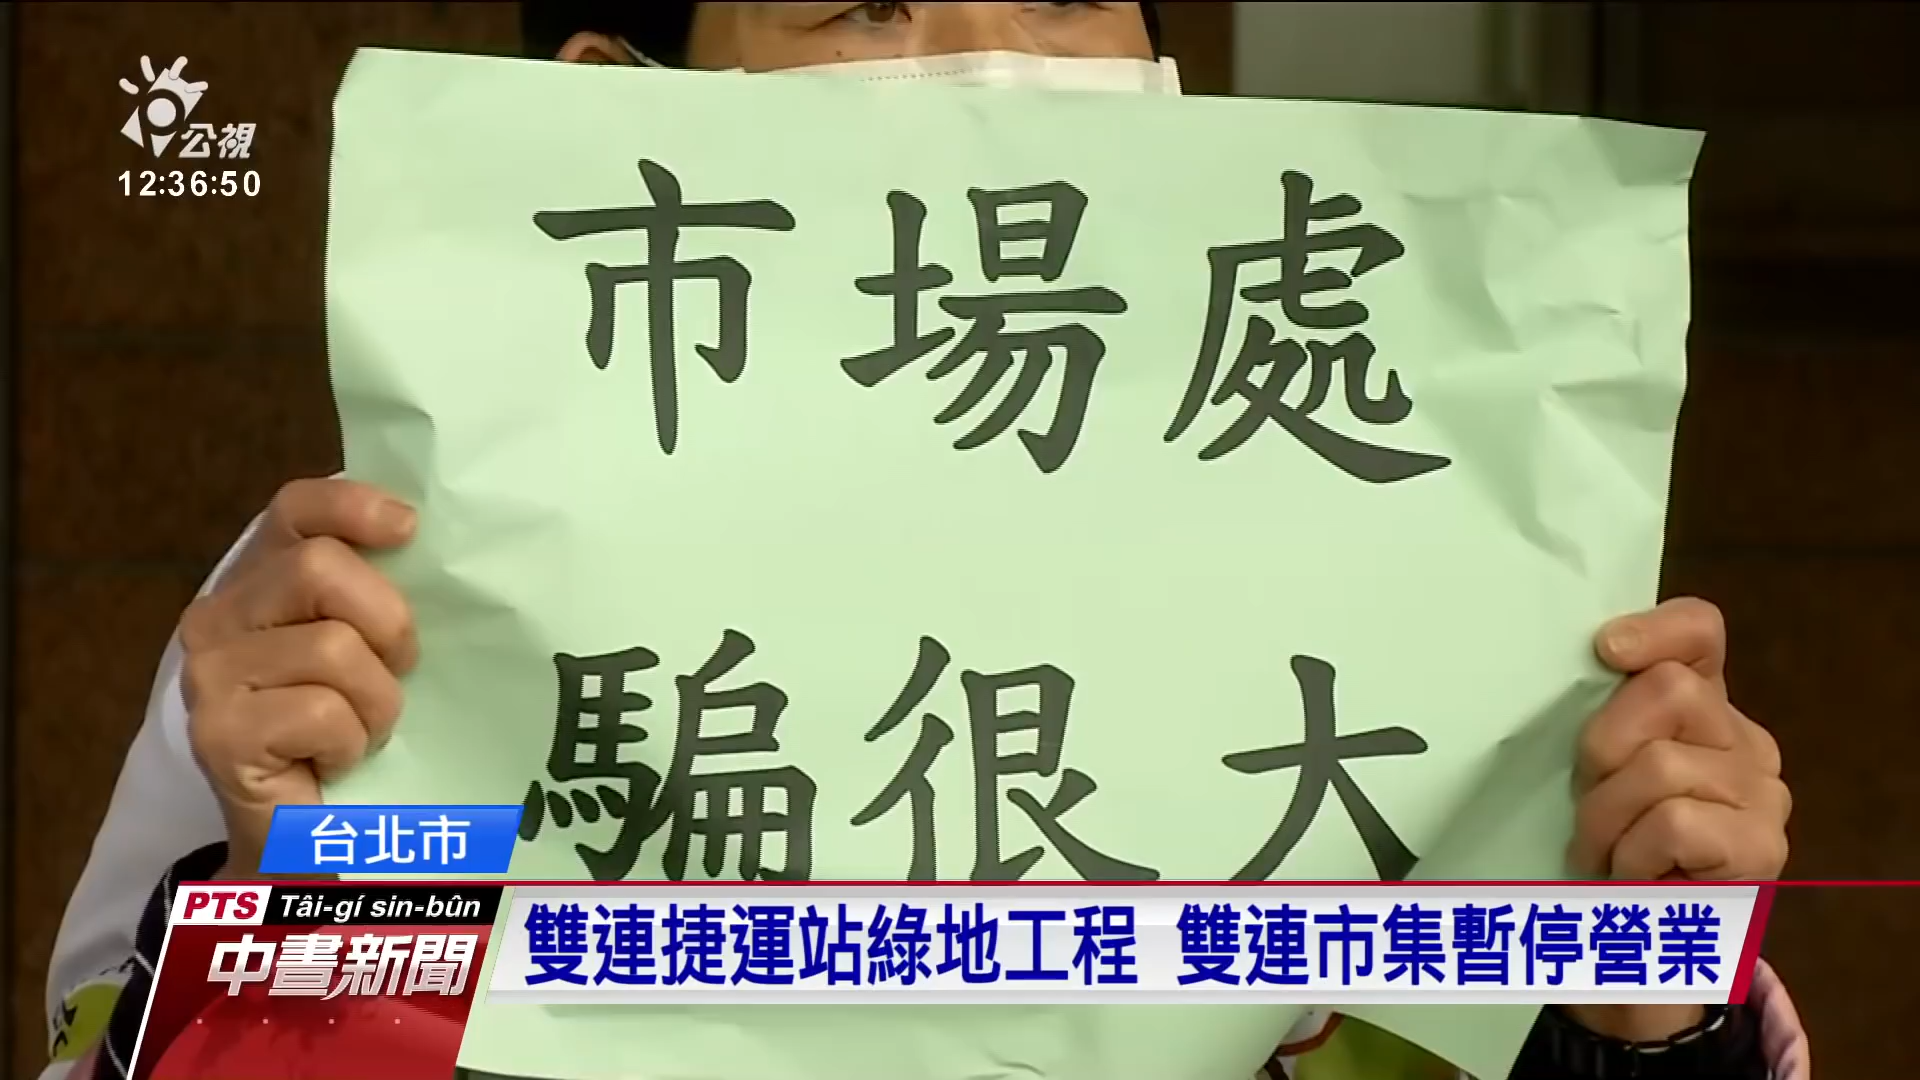 公視
12:36:50
市場處
騙很大
台北市
PTS Tâi-gí sin-bûn
中晝新聞
雙連捷運站綠地工程 雙連市集暫停營業